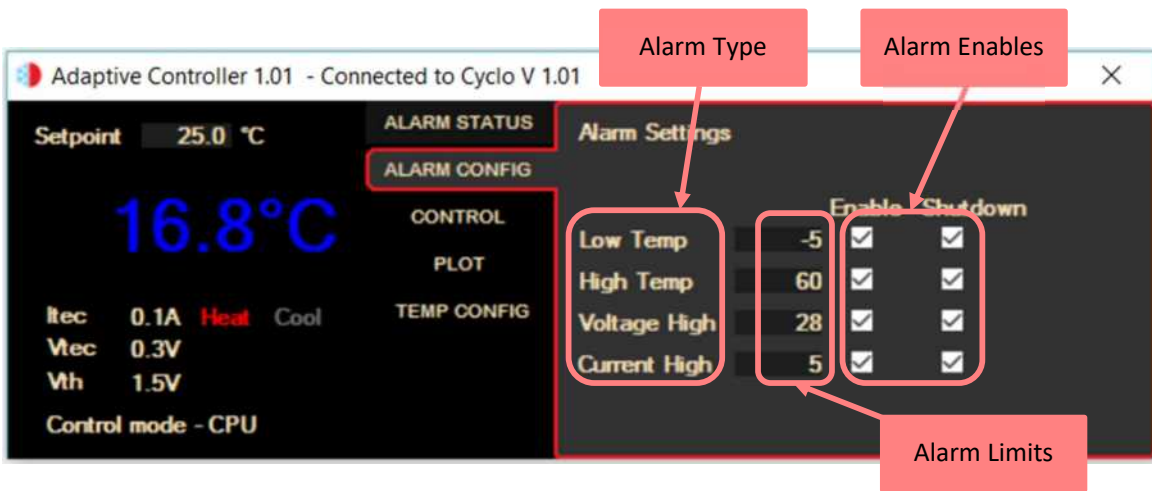 Alarm Type
Alarm Enables
Adaptive Controller 1.01 - Connected to Cyclo V 1.01
Setpoint 25.0 °C
16.8°C
Itec 0.1A Heat Cool
Vtec 0.3V
Vth 1.5V
Control mode - CPU
ALARM STATUS
ALARM CONFIG
CONTROL
PLOT
TEMP CONFIG
Alarm Settings
Enable Shutdown
Low Temp -5
High Temp 60
Voltage High 28
Current High 5
Alarm Limits